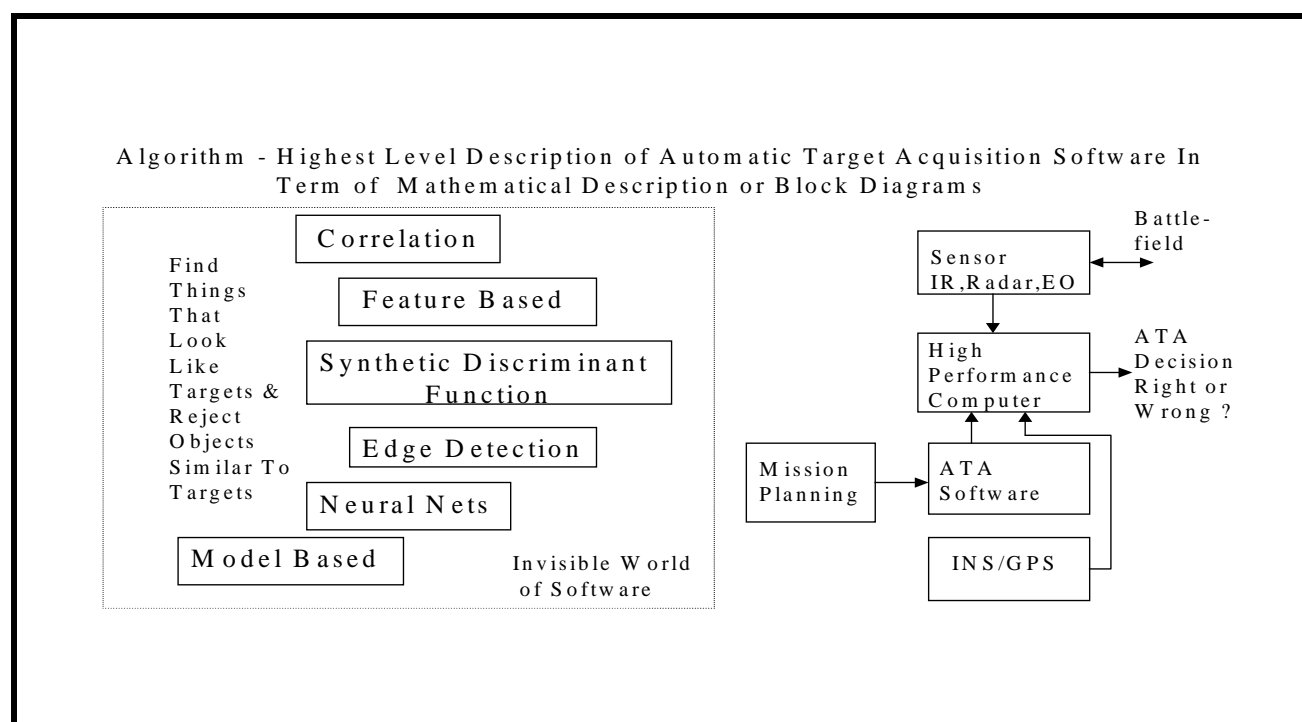 Algorithm - Highest Level Description of Automatic Target Acquisition Software In
Term of Mathematical Description or Block Diagrams
Correlation
Feature Based
Synthetic Discriminant
Function
Edge Detection
Neural Nets
Model Based
Find
Things
That
Look
Like
Targets &
Reject
Objects
Similar To
Targets
Invisible World
of Software
Battle-
field
Sensor
IR,Radar,EO
High
Performance
Computer
ATA
Decision
Right or
Wrong ?
Mission
Planning
ATA
Software
INS/GPS